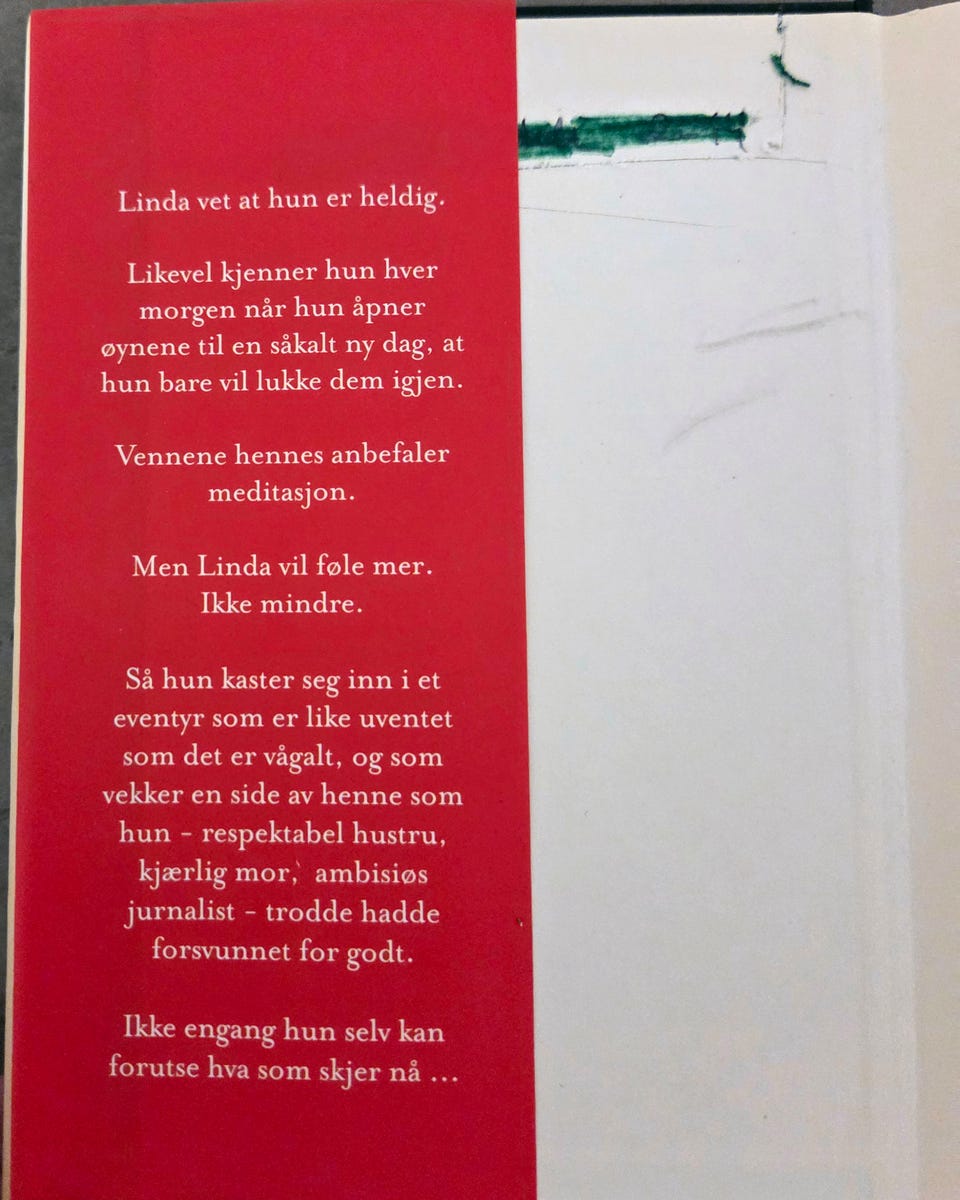 Linda vet at hun er heldig.
Likevel kjenner hun hver
morgen når hun åpner
øynene til en såkalt ny dag, at
hun bare vil lukke dem igjen.
Vennene hennes anbefaler
meditasjon.
Men Linda vil føle mer.
Ikke mindre.
Så hun kaster seg inn i et
eventyr som er like uventet
som det er vågalt, og som
vekker en side av henne som
hun – respektabel hustru,
kjærlig mor, ambisiøs
jurnalist – trodde hadde
forsvunnet for godt.
Ikke engang hun selv kan
forutse hva som skjer nå ...